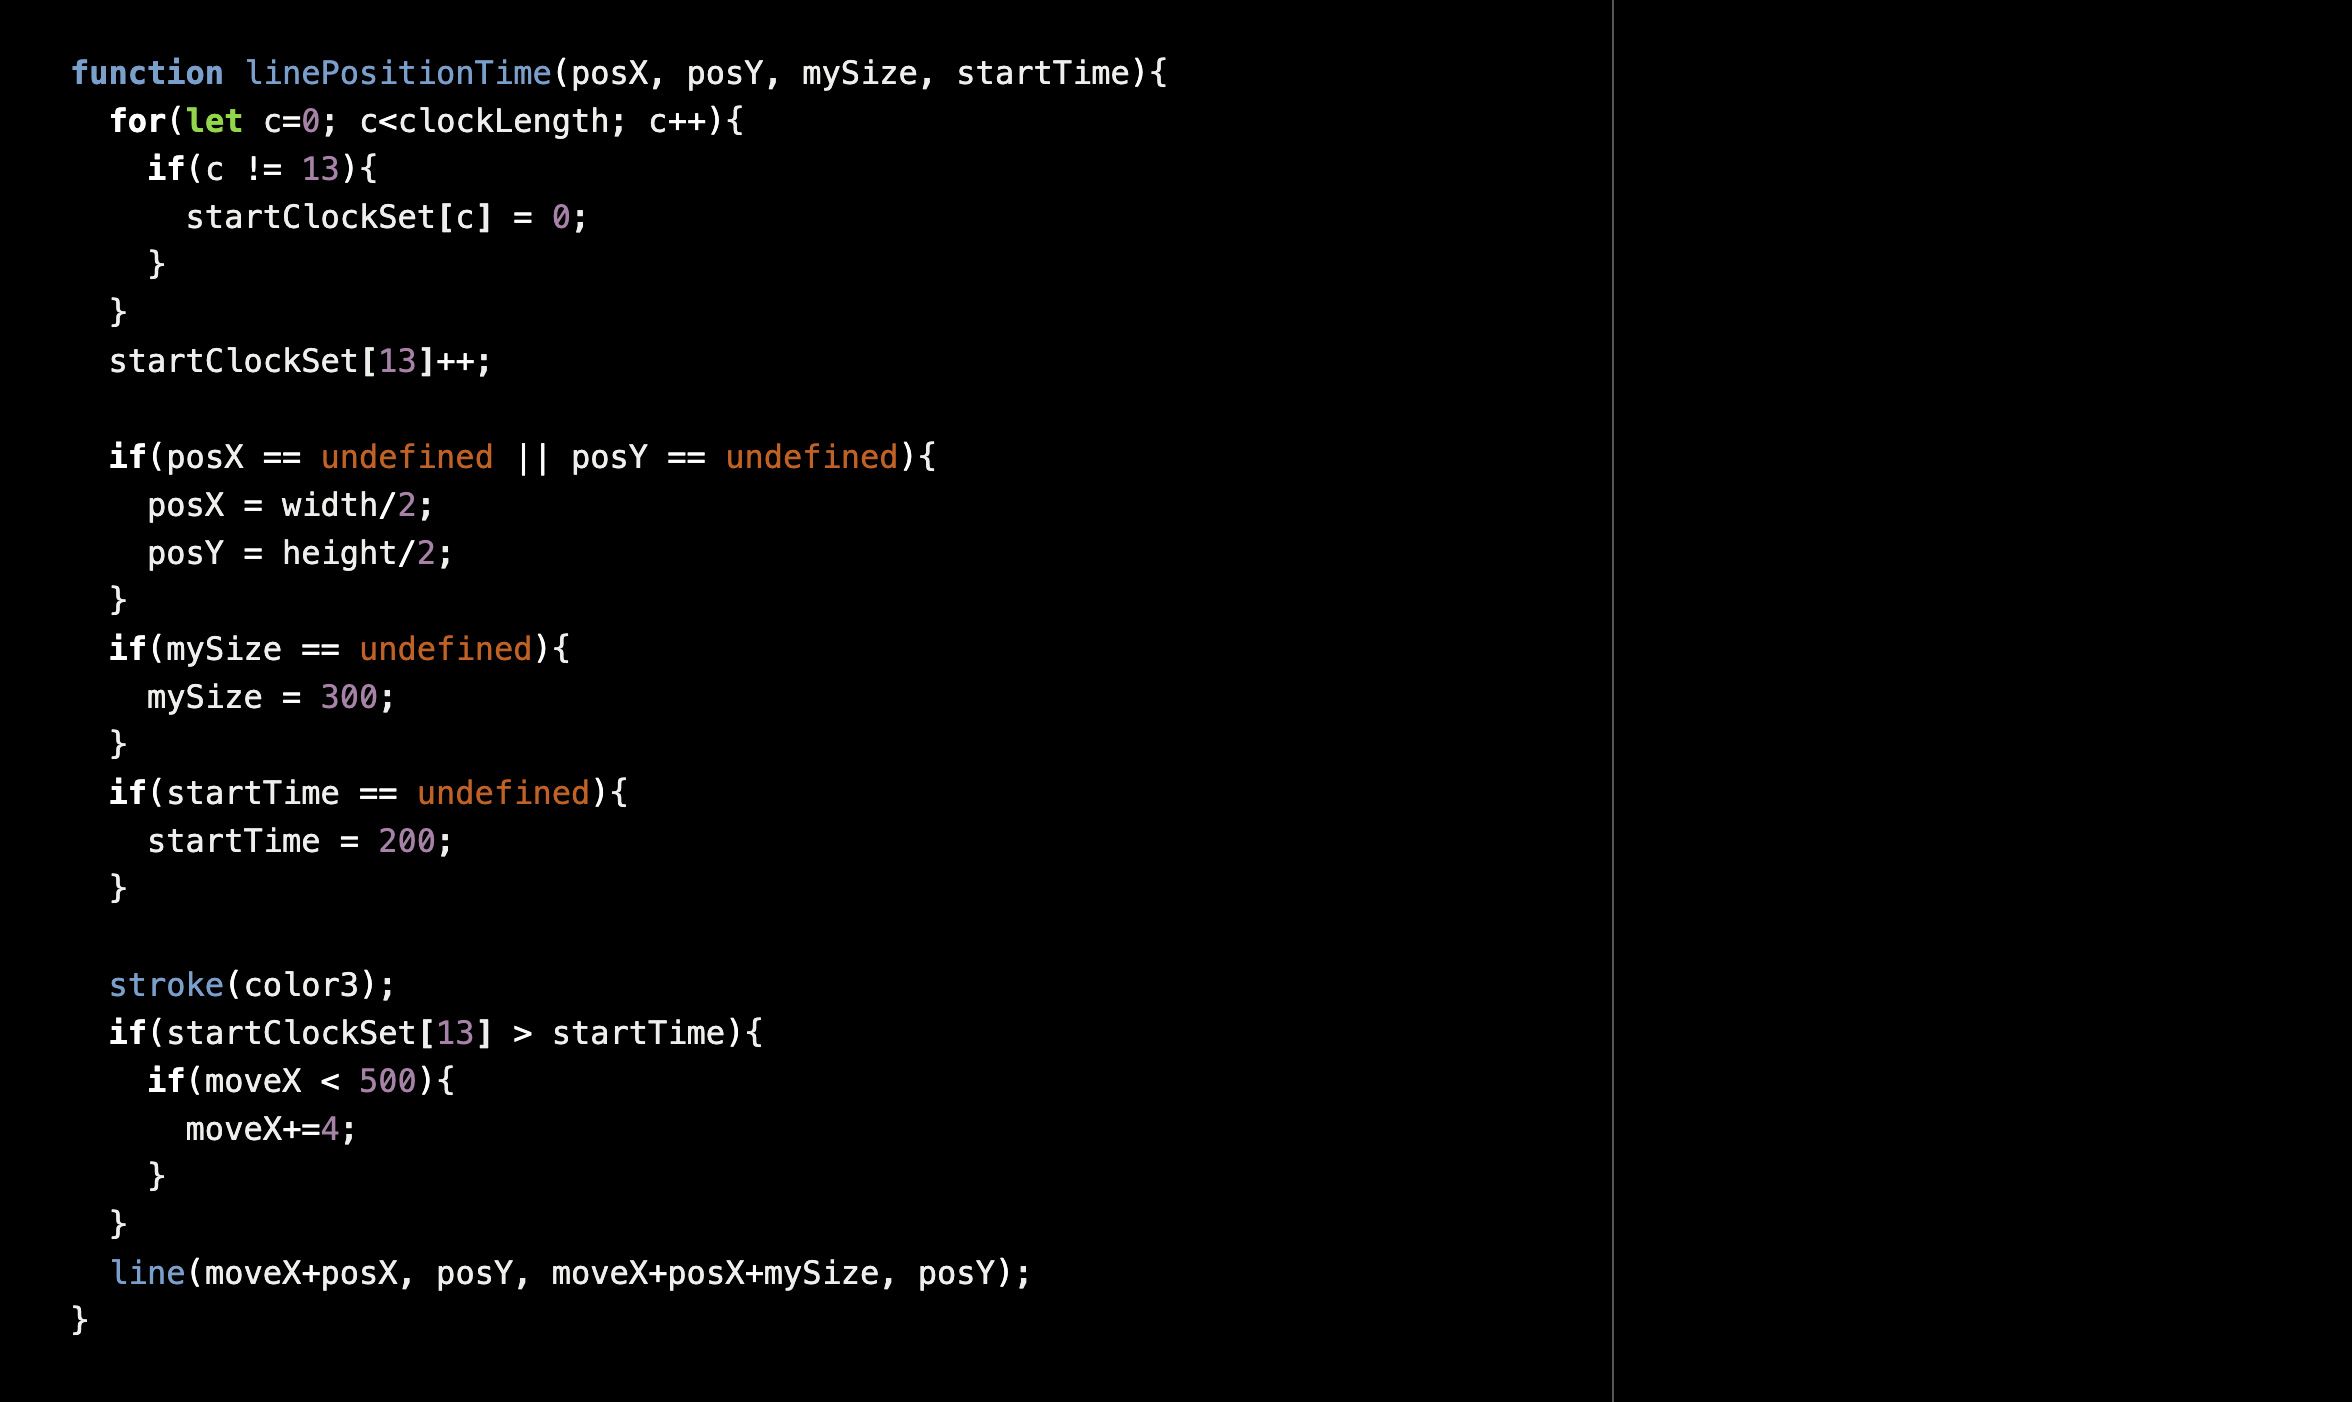 function linePositionTime(posX, posY, mySize, startTime){
  for(let c=0; c<clockLength; c++){
    if(c != 13){
      startClockSet[c] = 0;
    }
  }
  startClockSet[13]++;

  if(posX == undefined || posY == undefined){
    posX = width/2;
    posY = height/2;
  }
  if(mySize == undefined){
    mySize = 300;
  }
  if(startTime == undefined){
    startTime = 200;
  }

  stroke(color3);
  if(startClockSet[13] > startTime){
    if(moveX < 500){
      moveX+=4;
    }
  }
  line(moveX+posX, posY, moveX+posX+mySize, posY);
}